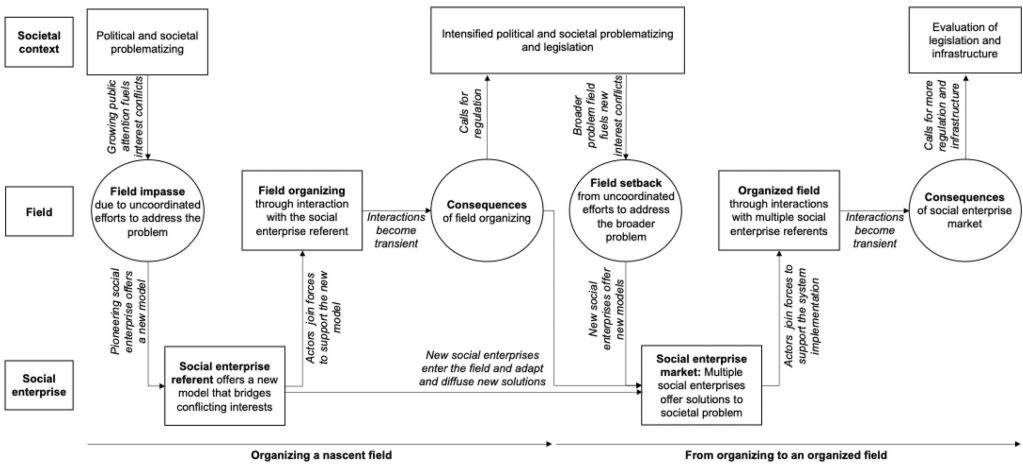 Societal
context
Political and societal
problematizing
Intensified political and societal problematizing
and legislation
Evaluation of
legislation and
infrastructure
Growing public
attention fuels
interest conflicts
Calls for
regulation
Broader
problem field
fuels new
interest conflicts
Calls for more
regulation and
infrastructure
Field
Field impasse
due to uncoordinated
efforts to address the
problem
Field organizing
through interaction
with the social
enterprise referent
Interactions
become
transient
Consequences
of field organizing
Field setback
from uncoordinated
efforts to address
the broader
problem
Organized field
through interactions
with multiple social
enterprise referents
Interactions
become
transient
Consequences
of social enterprise
market
Pioneering social
enterprise offers
a new model
Actors join forces
to support the new
model
New social
enterprises offer
new models
Actors join forces to
support the system
implementation
Social
enterprise
Social enterprise
referent offers a new
model that bridges
conflicting interests
New social enterprises
enter the field and adapt
and diffuse new solutions
Social enterprise
market: Multiple
social enterprises
offer solutions to
societal problem
Organizing a nascent field
From organizing to an organized field